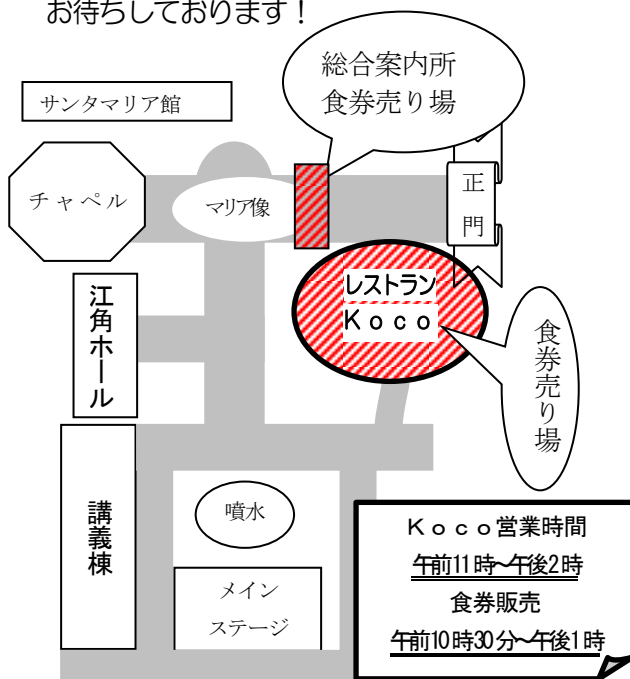 お待ちしております！
総合案内所
食券売り場
サンタマリア館
チャペル
マリア像
正
門
レストラン
Ｋｏｃｏ
江角ホール
食券売り場
講義棟
噴水
メイン
ステージ
Ｋｏｃｏ営業時間
午前11時~午後2時
食券販売
午前10時30分~午後1時